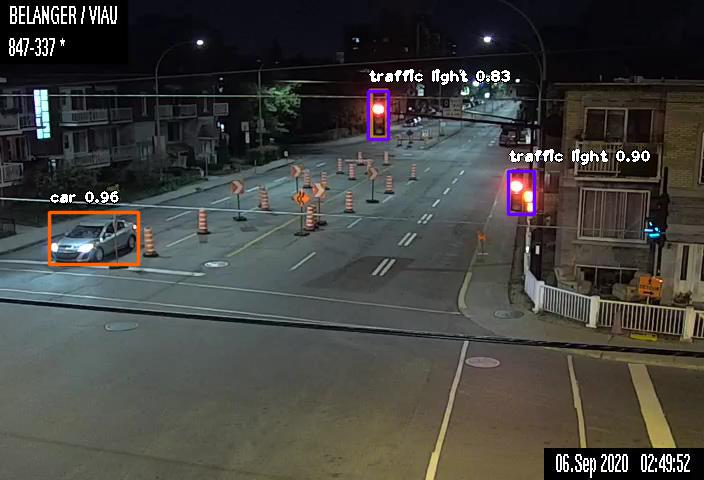 BELANGER / VIAU
847-337 *
traffic light 0.83
traffic light 0.90
car 0.96
06.Sep 2020 02:49:52